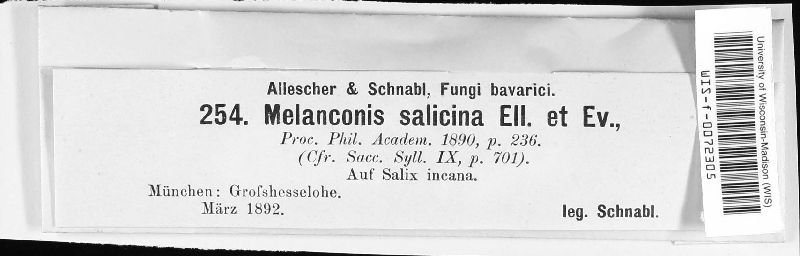 Allescher & Schnabl, Fungi bavarici.
254. Melanconis salicina Ell. et Ev.,
Proc. Phil. Academ. 1890, p. 236.
(Cfr. Sacc. Syll. IX, p. 701).
Auf Salix incana.
München: Grofshesselohe.
März 1892.
leg. Schnabl.
University of Wisconsin-Madison (WIS)
WIS-f-0072305